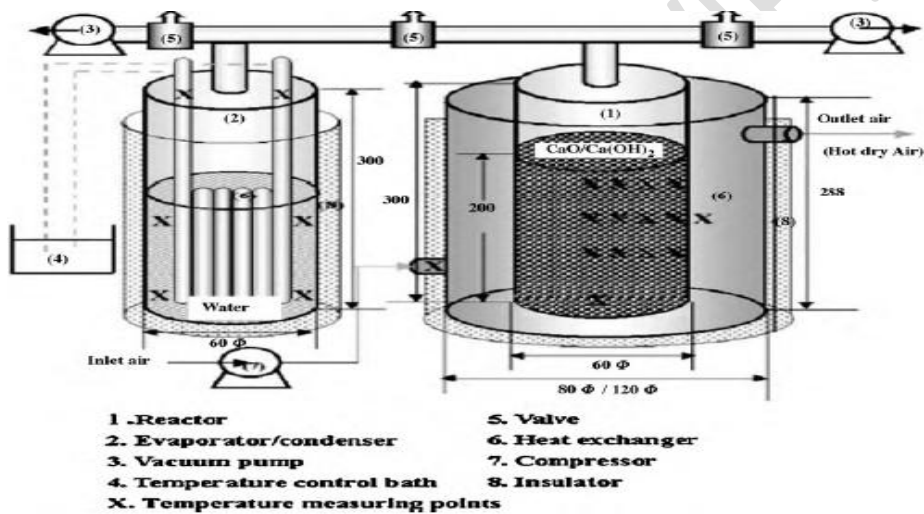 (3)
(5)
(5)
(5)
(3)
X
X
(2)
300
X
X
X
X
Water
(4)
60 Φ
Inlet air
(7)
(1)
CaO/Ca(OH)2
X X X X
X X X X X
X X X X
X
X
(6)
(8)
300
200
288
Outlet air
(Hot dry Air)
60 Φ
80 Φ / 120 Φ
1 .Reactor
2. Evaporator/condenser
3. Vacuum pump
4. Temperature control bath
X. Temperature measuring points
5. Valve
6. Heat exchanger
7. Compressor
8. Insulator